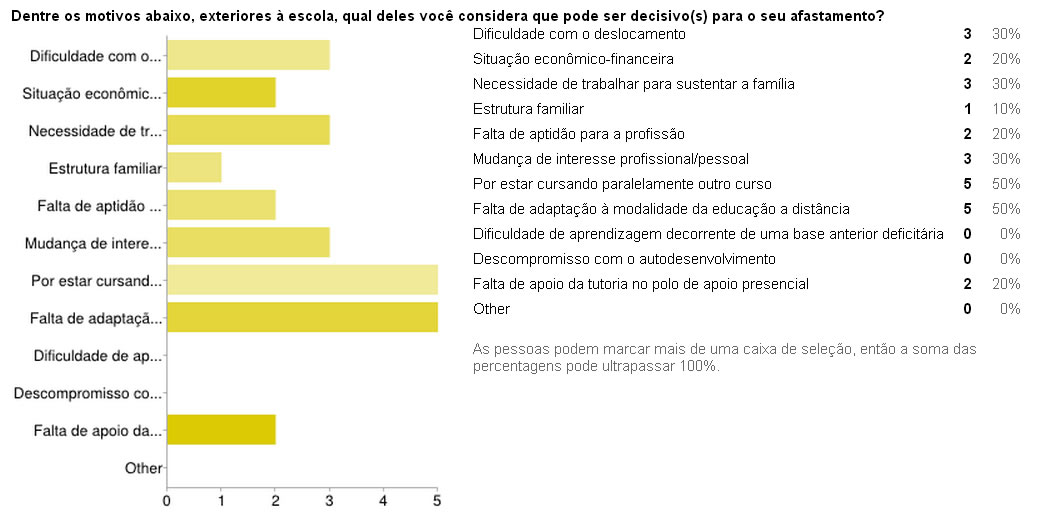 Dentre os motivos abaixo, exteriores à escola, qual deles você considera que pode ser decisivo(s) para o seu afastamento?
Dificuldade com o...
Situação econômic...
Necessidade de tr...
Estrutura familiar
Falta de aptidão ...
Mudança de intere...
Por estar cursand...
Falta de adaptaçã...
Dificuldade de ap...
Descompromisso co...
Falta de apoio da...
Other
0 1 2 3 4 5
Dificuldade com o deslocamento 3 30%
Situação econômico-financeira 2 20%
Necessidade de trabalhar para sustentar a família 3 30%
Estrutura familiar 1 10%
Falta de aptidão para a profissão 2 20%
Mudança de interesse profissional/pessoal 3 30%
Por estar cursando paralelamente outro curso 5 50%
Falta de adaptação à modalidade da educação a distância 5 50%
Dificuldade de aprendizagem decorrente de uma base anterior deficitária 0 0%
Descompromisso com o autodesenvolvimento 0 0%
Falta de apoio da tutoria no polo de apoio presencial 2 20%
Other 0 0%
As pessoas podem marcar mais de uma caixa de seleção, então a soma das
percentagens pode ultrapassar 100%.